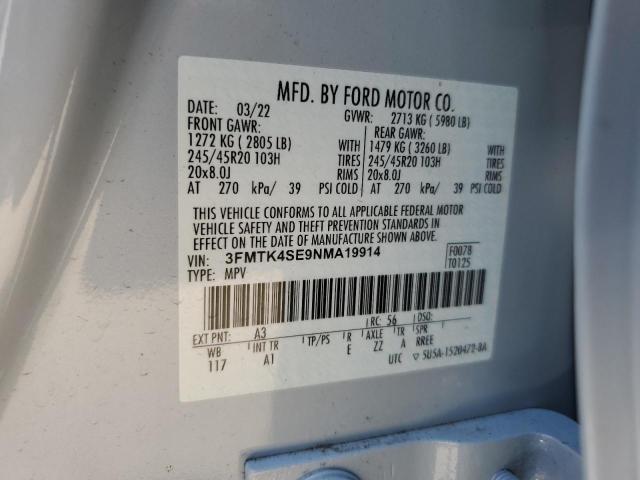 MFD. BY FORD MOTOR CO.
DATE: 03/22 GVWR: 2713 KG ( 5980 LB)
FRONT GAWR: REAR GAWR:
1272 KG ( 2805 LB) 1479 KG ( 3260 LB)
245/45R20 103H TIRES 245/45R20 103H TIRES
20x8.0J RIMS 20x8.0J RIMS
AT 270 kPa/ 39 PSI COLD AT 270 kPa/ 39 PSI COLD
THIS VEHICLE CONFORMS TO ALL APPLICABLE FEDERAL MOTOR
VEHICLE SAFETY AND THEFT PREVENTION STANDARDS IN
EFFECT ON THE DATE OF MANUFACTURE SHOWN ABOVE.
VIN: 3FMTK4SE9NMA19914 F0078
TYPE: MPV T0125
EXT PNT: A3 RC: 56 DSO:
WB INT TR TP/PS R AXLE TR SPR
117 A1 E ZZ A RREE
UTC 5U5A-1520472-BA